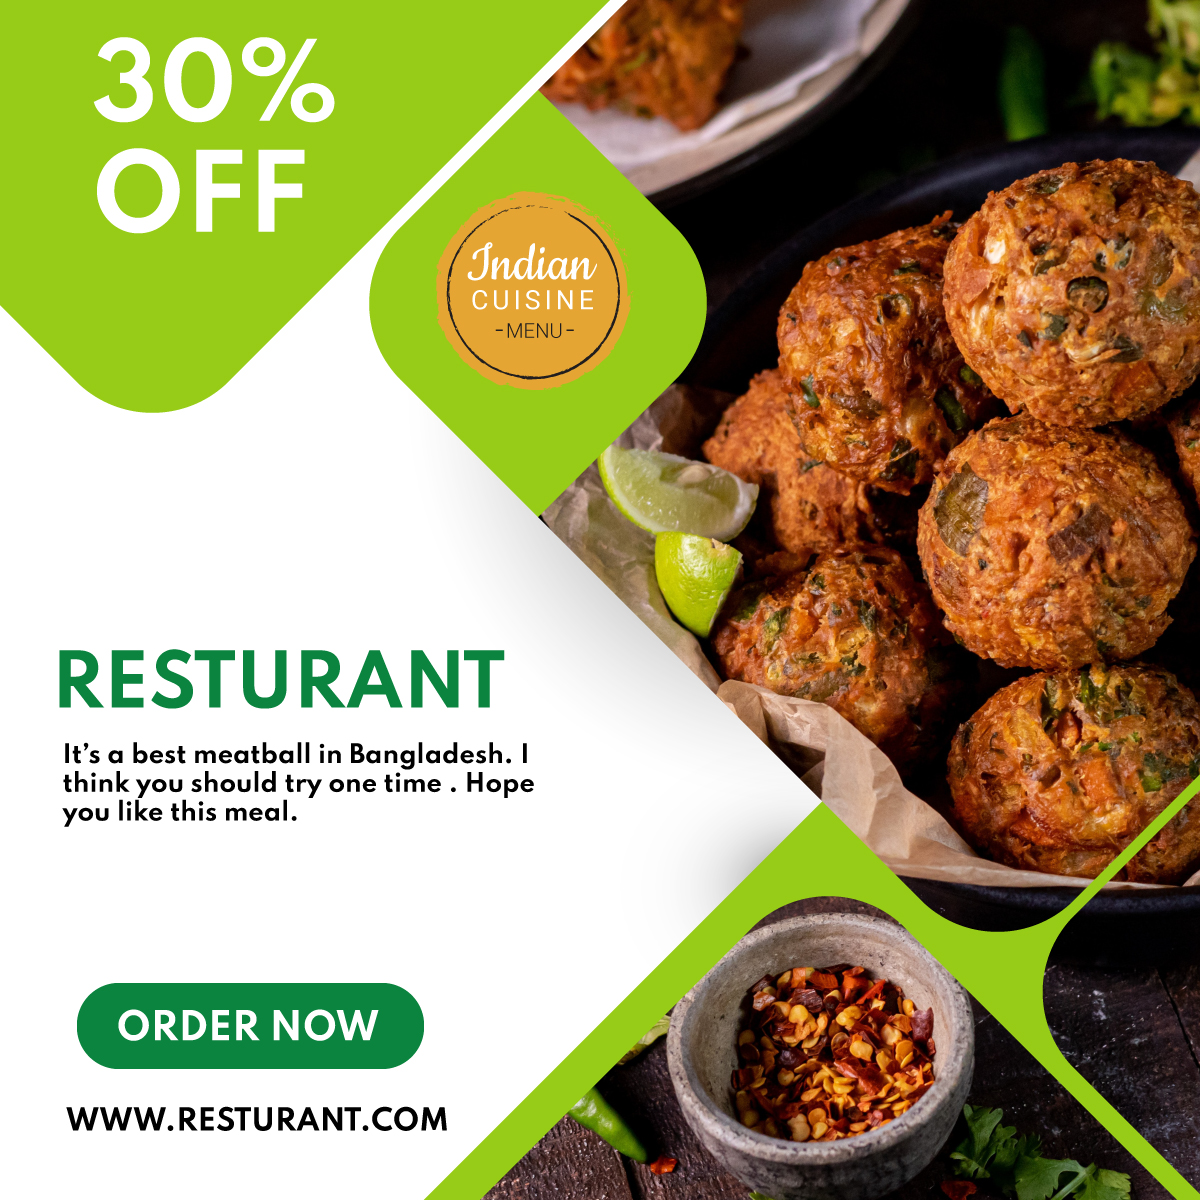 30%
OFF
Indian
CUISINE
-MENU-
RESTURANT
It's a best meatball in Bangladesh. I
think you should try one time . Hope
you like this meal.
ORDER NOW
WWW.RESTURANT.COM